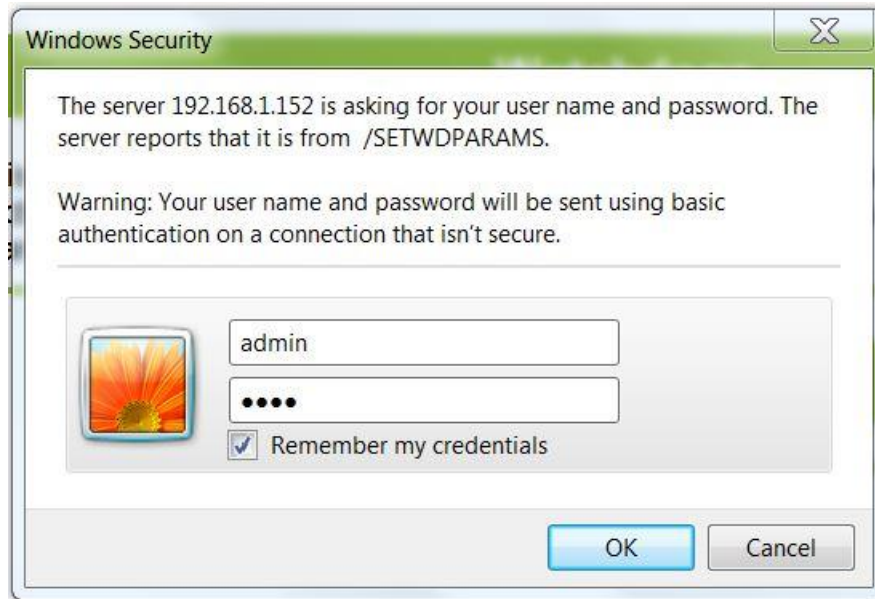 Windows Security
The server 192.168.1.152 is asking for your user name and password. The
server reports that it is from /SETWDPARAMS.
Warning: Your user name and password will be sent using basic
authentication on a connection that isn't secure.
admin
••••
Remember my credentials
OK
Cancel